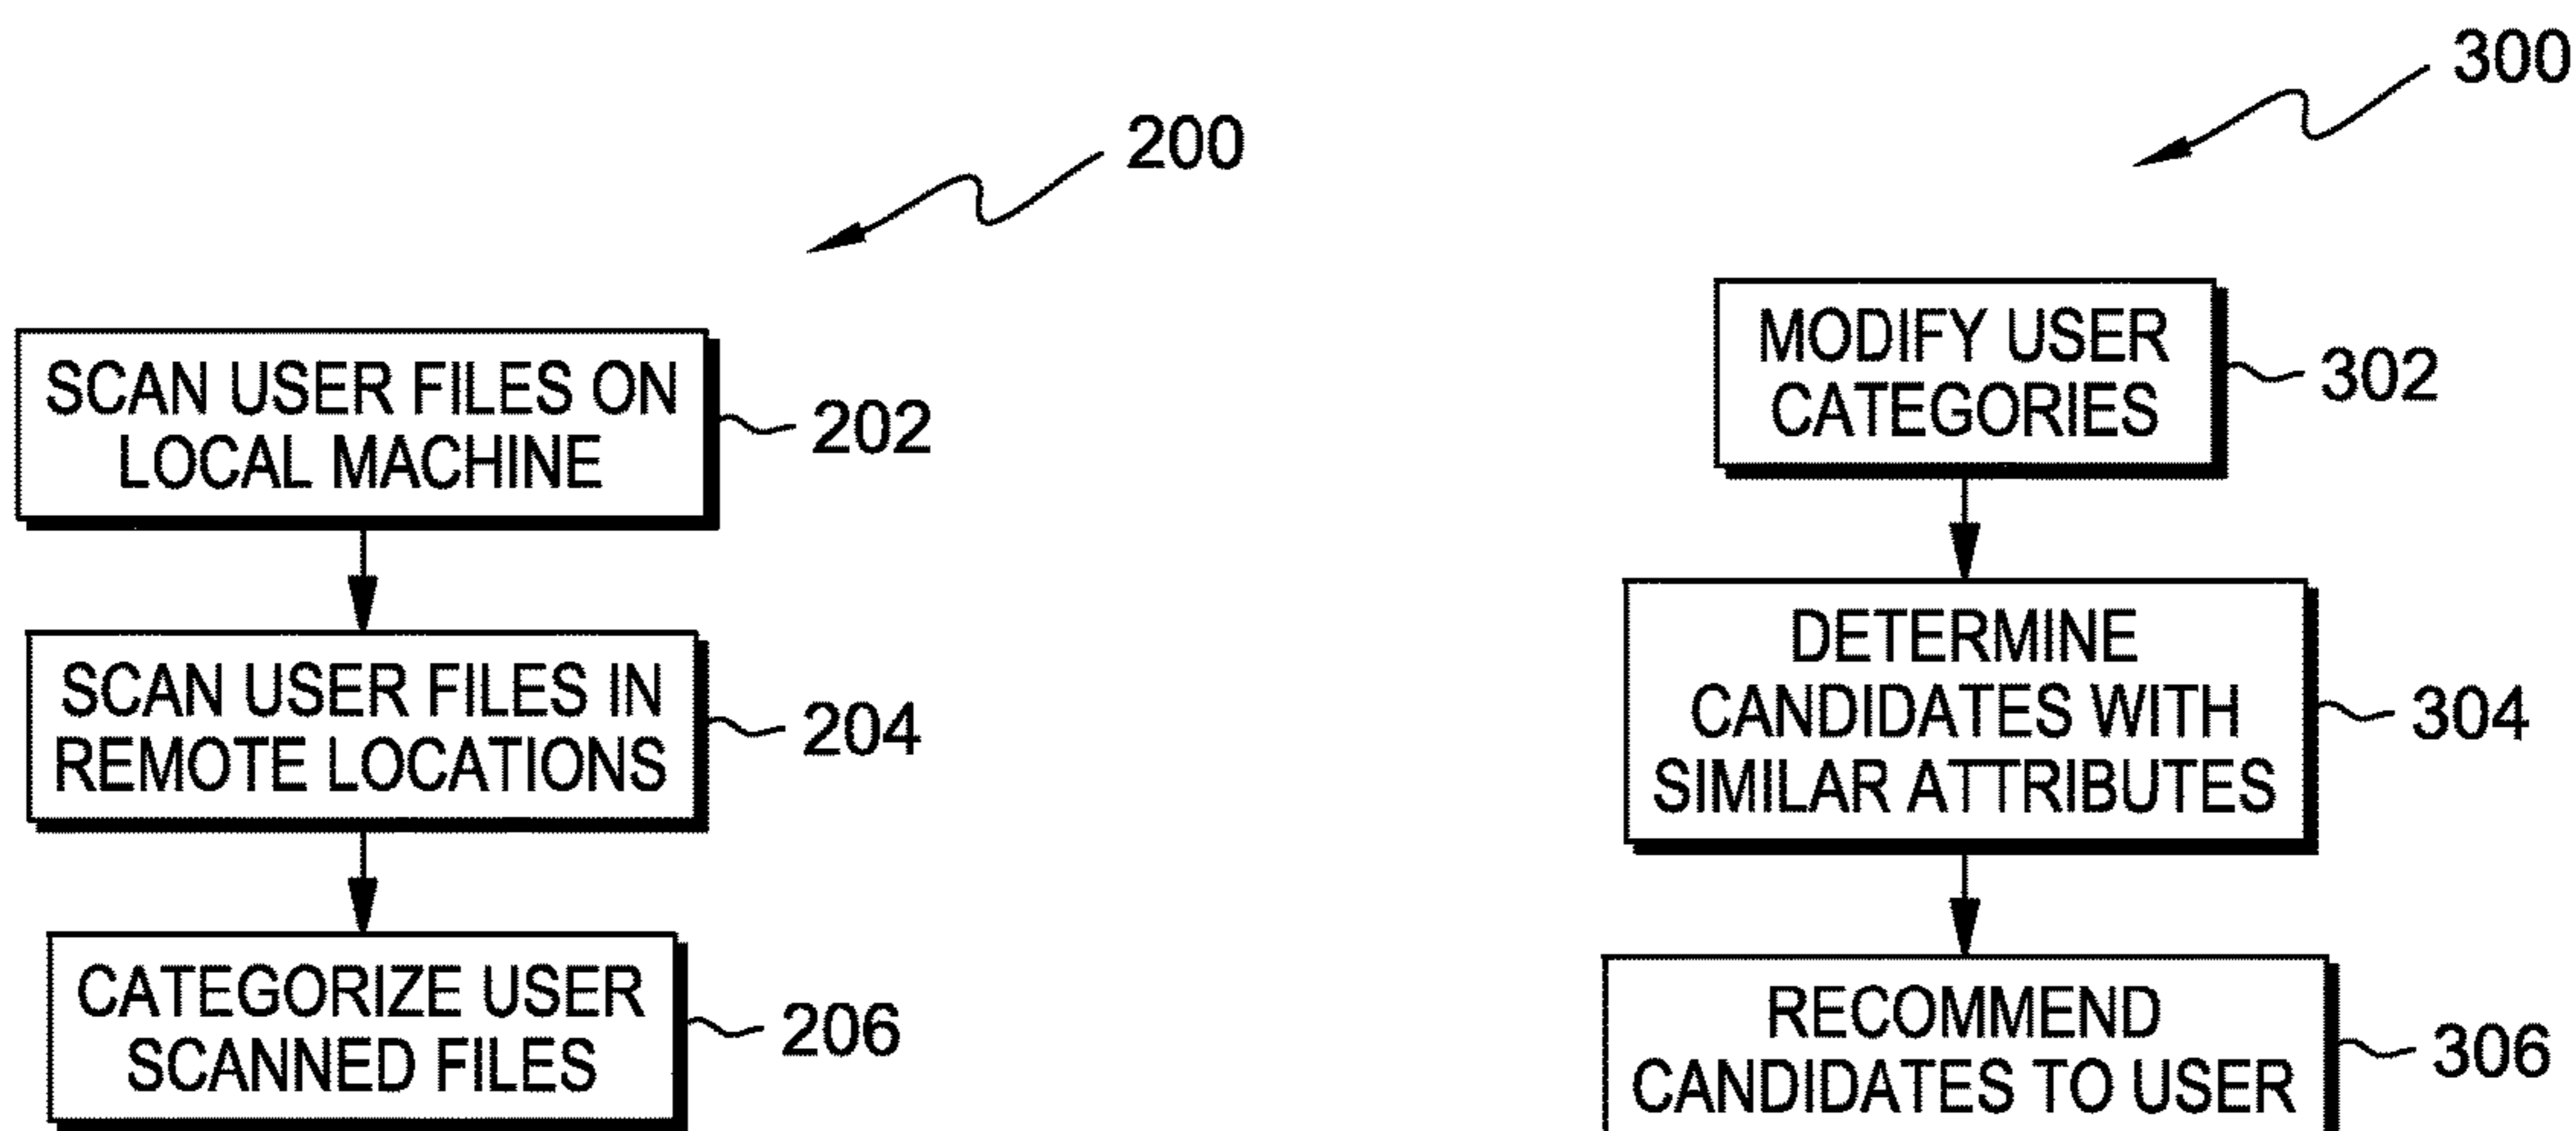 200
SCAN USER FILES ON
LOCAL MACHINE
202
SCAN USER FILES IN
REMOTE LOCATIONS
204
CATEGORIZE USER
SCANNED FILES
206
300
MODIFY USER
CATEGORIES
302
DETERMINE
CANDIDATES WITH
SIMILAR ATTRIBUTES
304
RECOMMEND
CANDIDATES TO USER
306